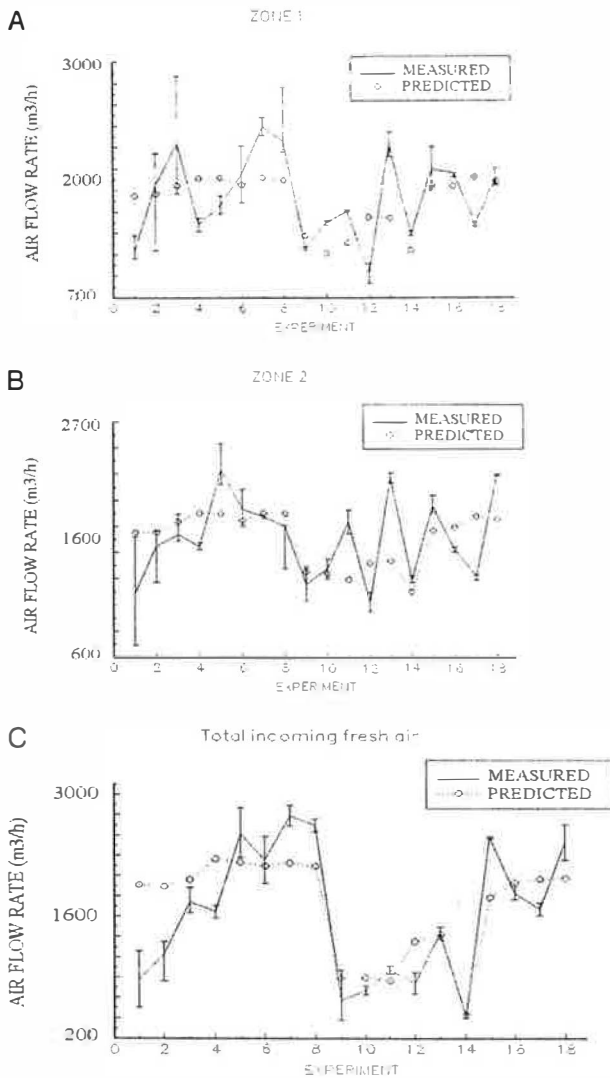 A
ZONE 1
3000
2000
700
AIR FLOW RATE (m3/h)
MEASURED
PREDICTED
0 2 4 6 8 10 12 14 16 18
EXPERIMENT
B
ZONE 2
2700
1600
600
AIR FLOW RATE (m3/h)
MEASURED
PREDICTED
0 2 4 6 8 10 12 14 16 18
EXPERIMENT
C
Total incoming fresh air
3000
1600
200
AIR FLOW RATE (m3/h)
MEASURED
PREDICTED
0 2 4 6 8 10 12 14 16 18
EXPERIMENT